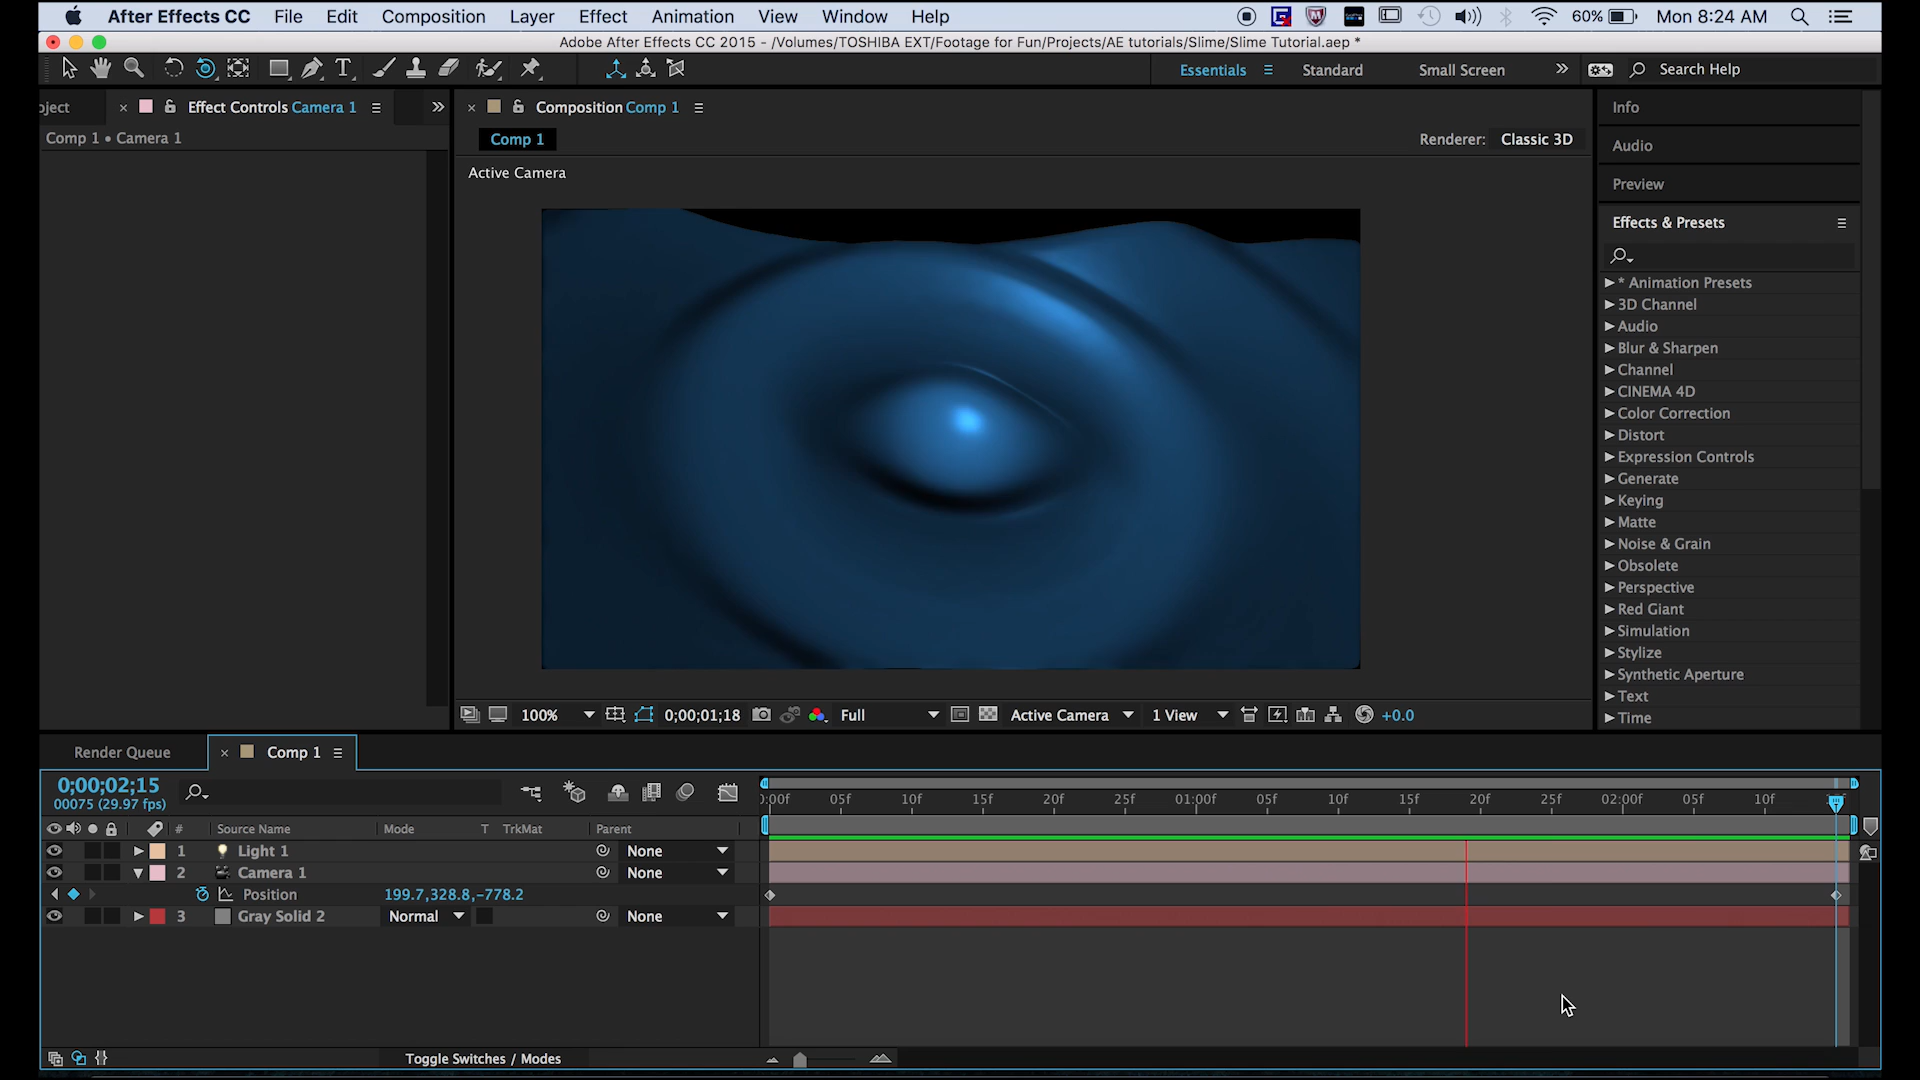 After Effects CC File Edit Composition Layer Effect Animation View Window Help 60% Mon 8:24 AM
Adobe After Effects CC 2015 - /Volumes/TOSHIBA EXT/Footage for Fun/Projects/AE tutorials/Slime/Slime Tutorial.aep *
T Essentials Standard Small Screen Search Help
oject Effect Controls Camera 1 Composition Comp 1 Info
Comp 1 • Camera 1 Comp 1 Renderer: Classic 3D
Audio
Active Camera
Preview
Effects & Presets
* Animation Presets
3D Channel
Audio
Blur & Sharpen
Channel
CINEMA 4D
Color Correction
Distort
Expression Controls
Generate
Keying
Matte
Noise & Grain
Obsolete
Perspective
Red Giant
Simulation
Stylize
Synthetic Aperture
Text
Time
100% 0;00;01;18 Full Active Camera 1 View +0.0
Render Queue Comp 1
0;00;02;15
00075 (29.97 fps)
0:00f 05f 10f 15f 20f 25f 01:00f 05f 10f 15f 20f 25f 02:00f 05f 10f
# Source Name Mode T TrkMat Parent
1 Light 1 None
2 Camera 1 None
Position 199.7,328.8,-778.2
3 Gray Solid 2 Normal None
Toggle Switches / Modes